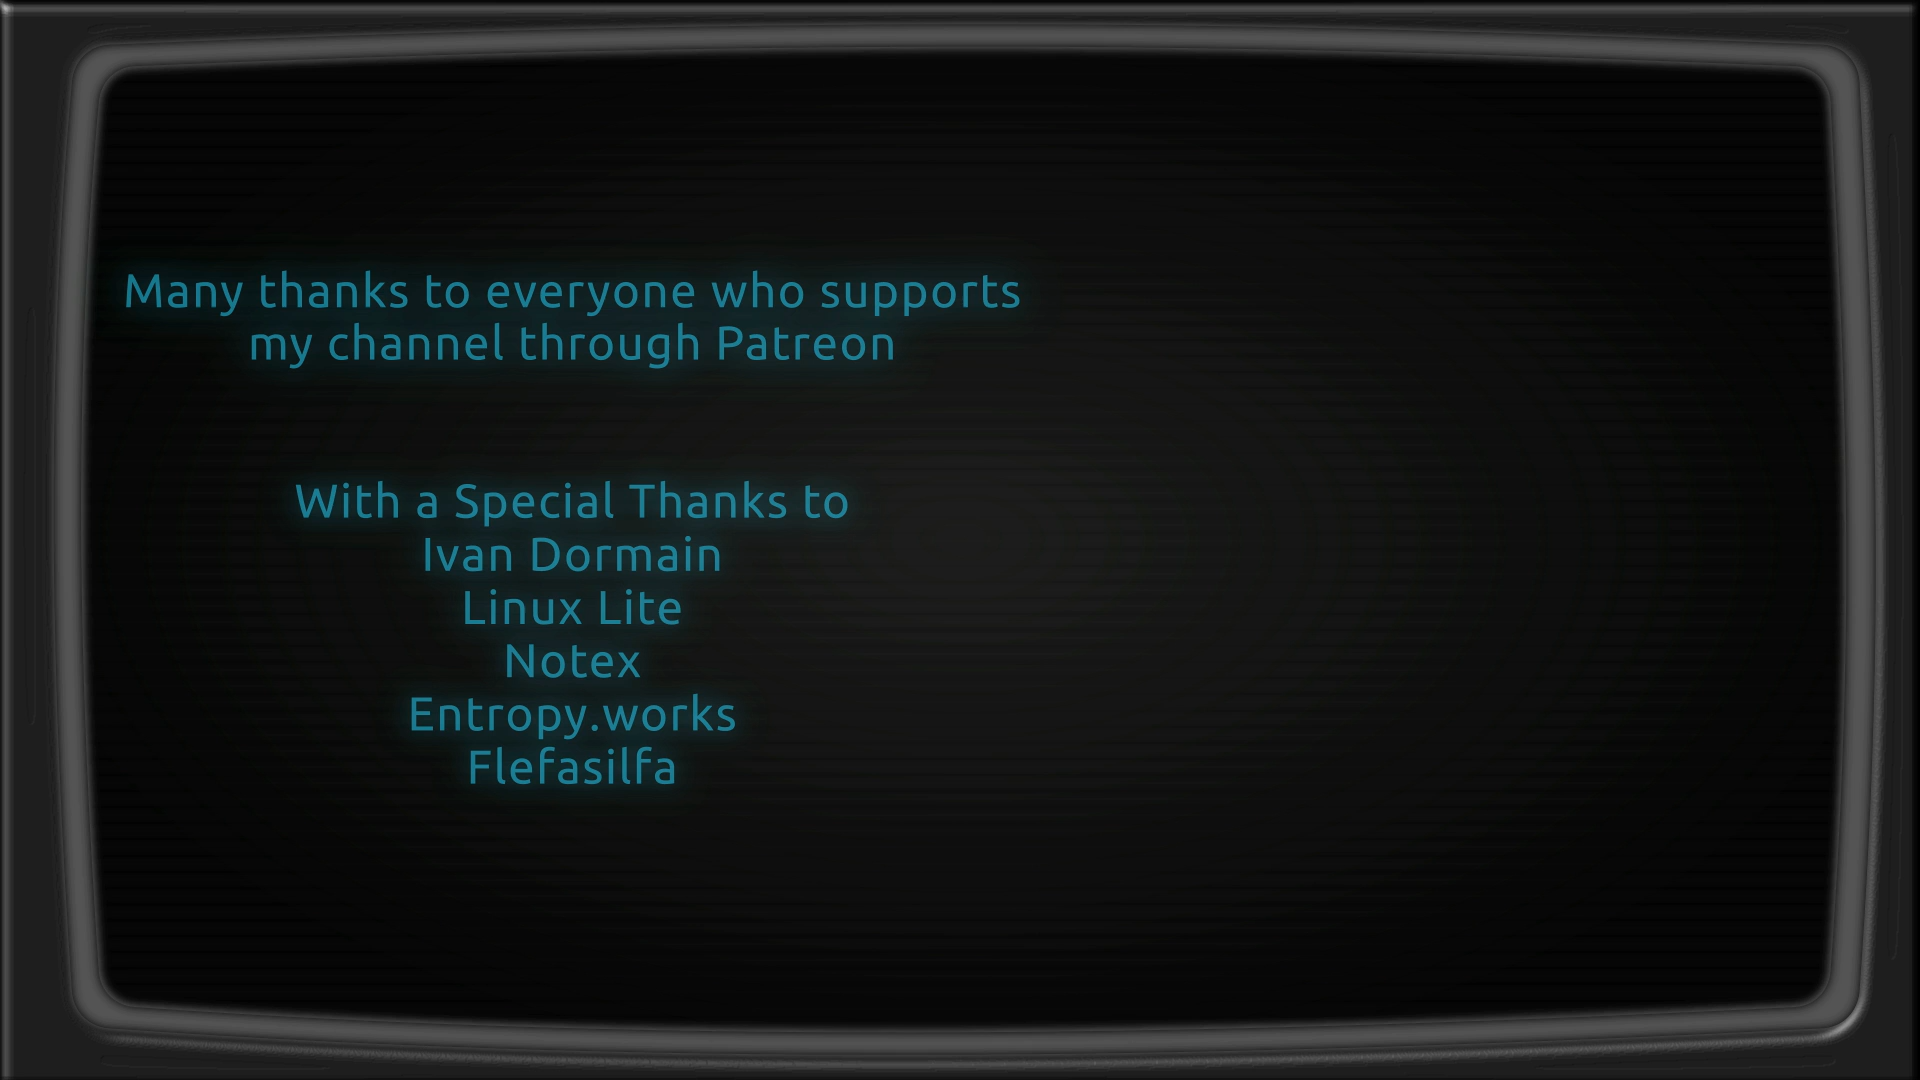 Many thanks to everyone who supports
my channel through Patreon
With a Special Thanks to
Ivan Dormain
Linux Lite
Notex
Entropy.works
Flefasilfa